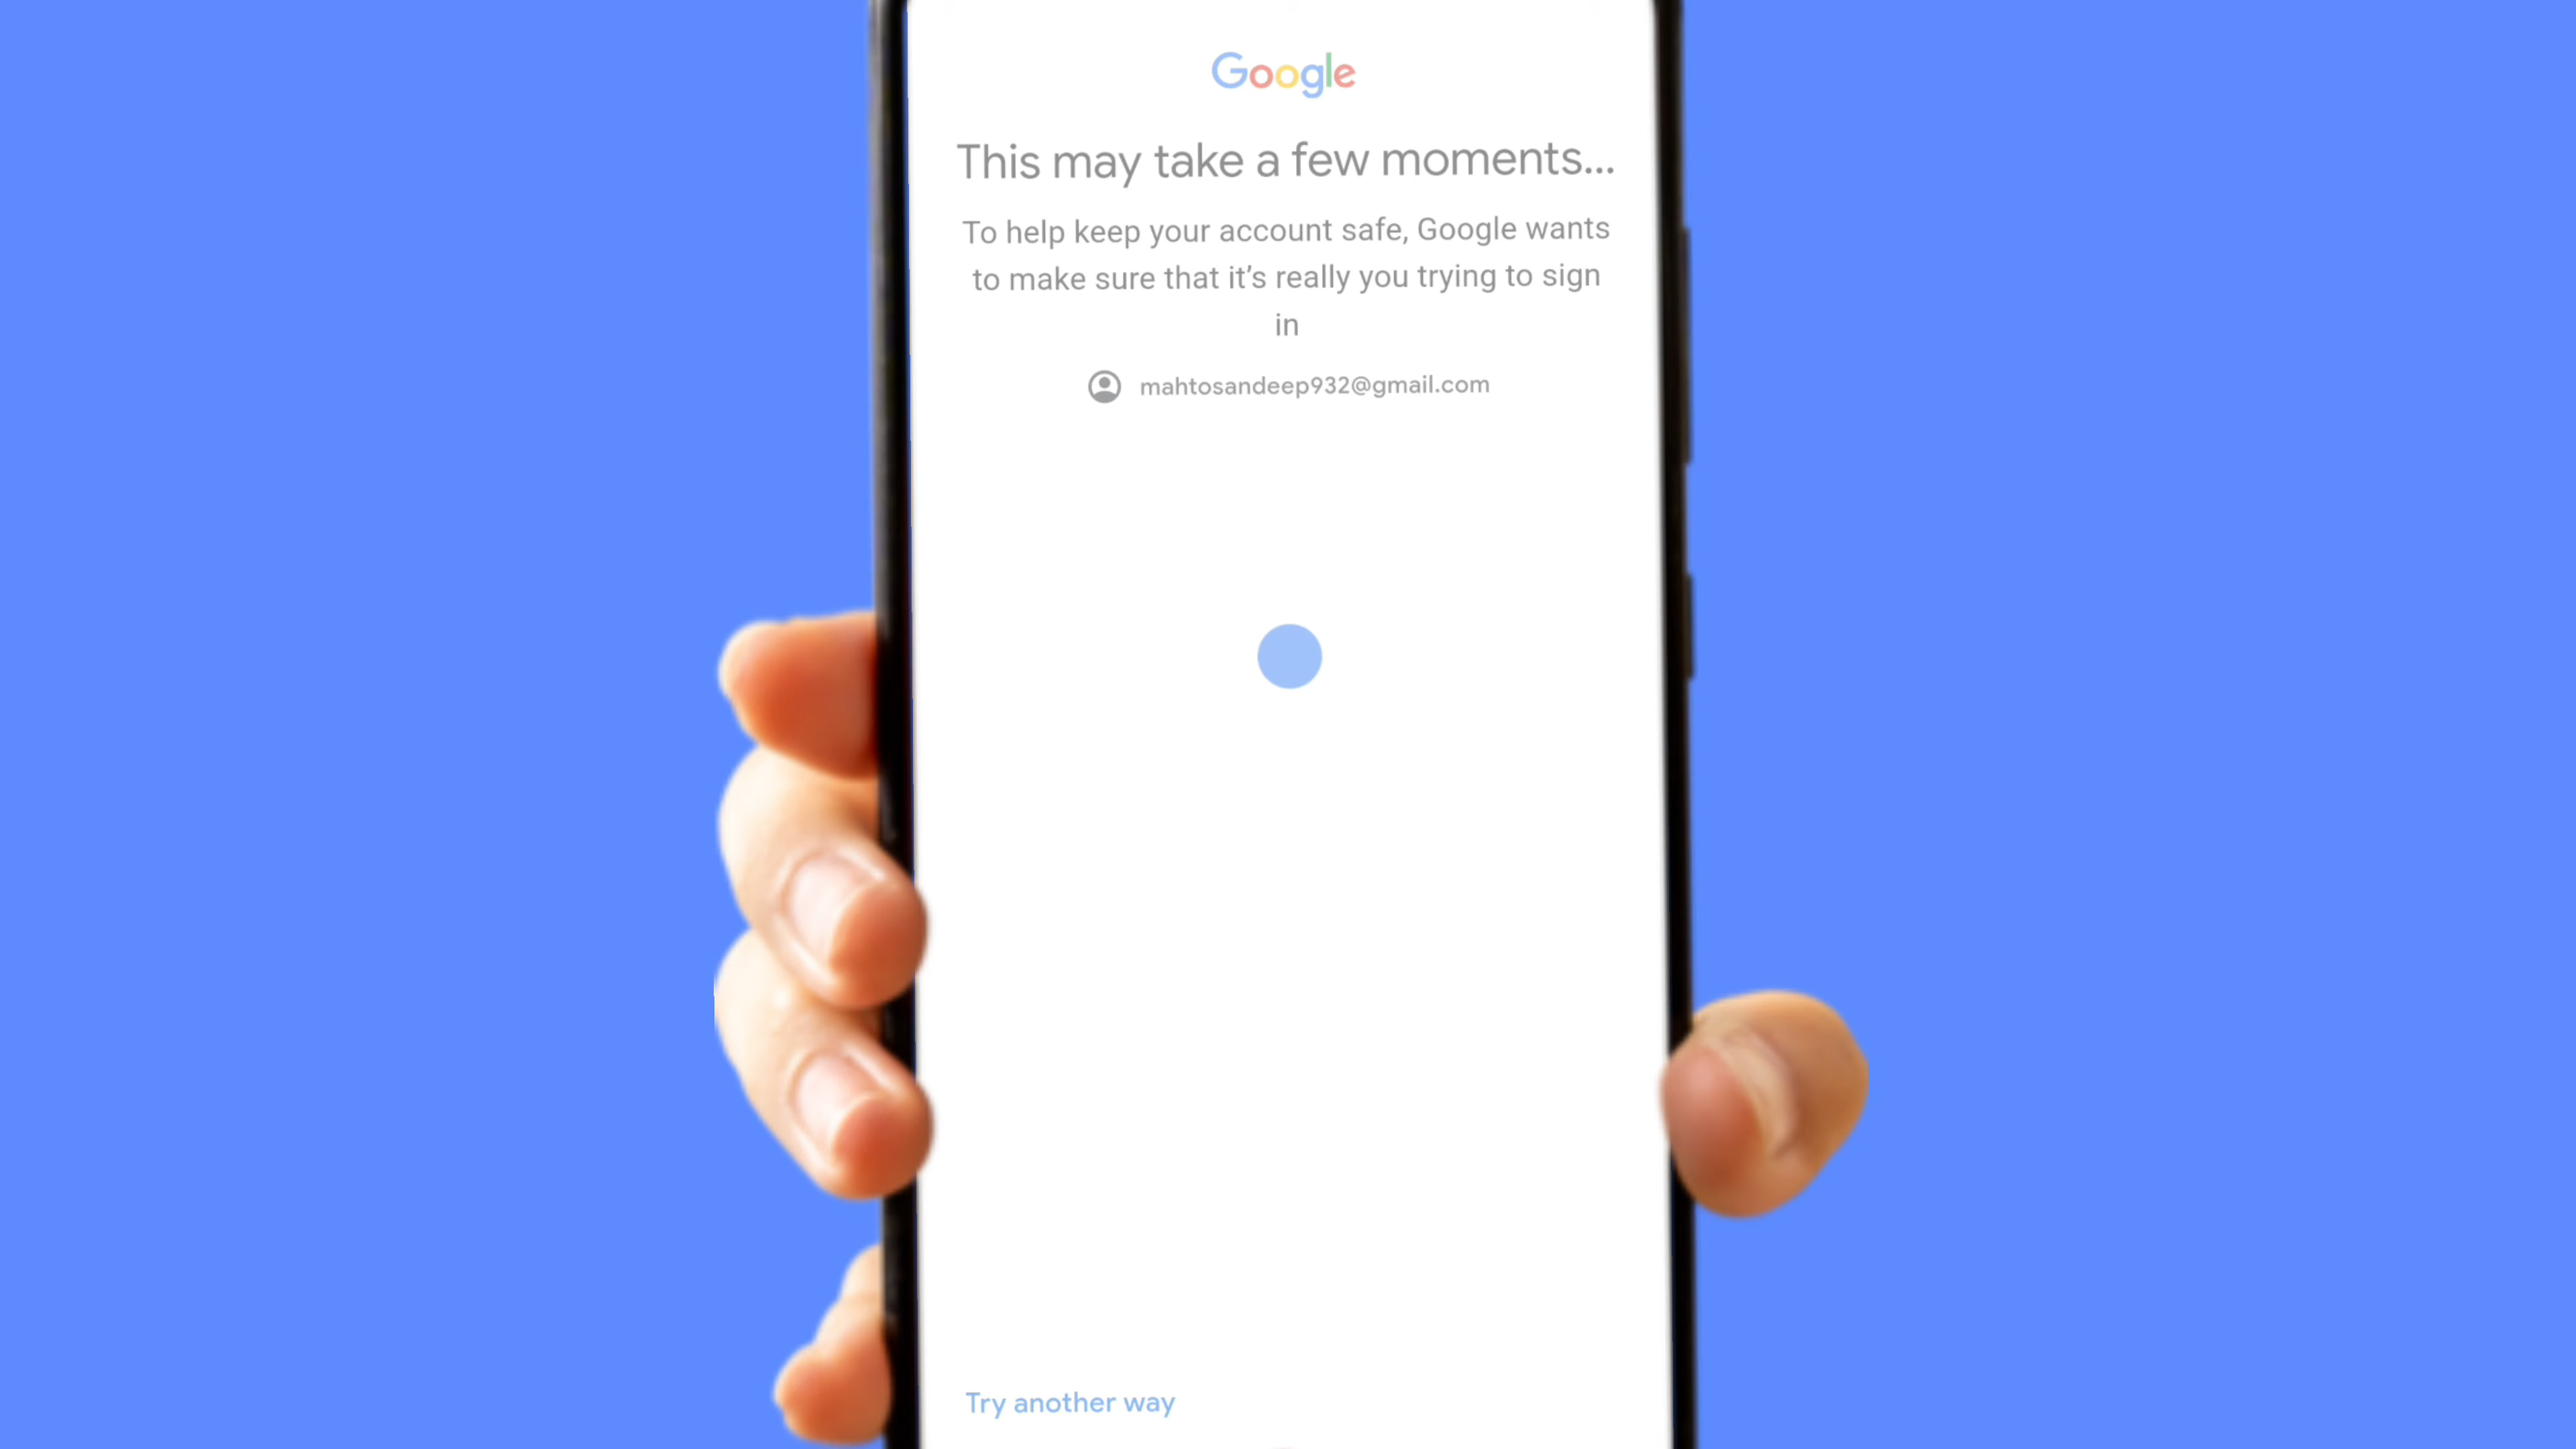 Google
This may take a few moments...
To help keep your account safe, Google wants
to make sure that it’s really you trying to sign
in
mahtosandeep932@gmail.com
Try another way